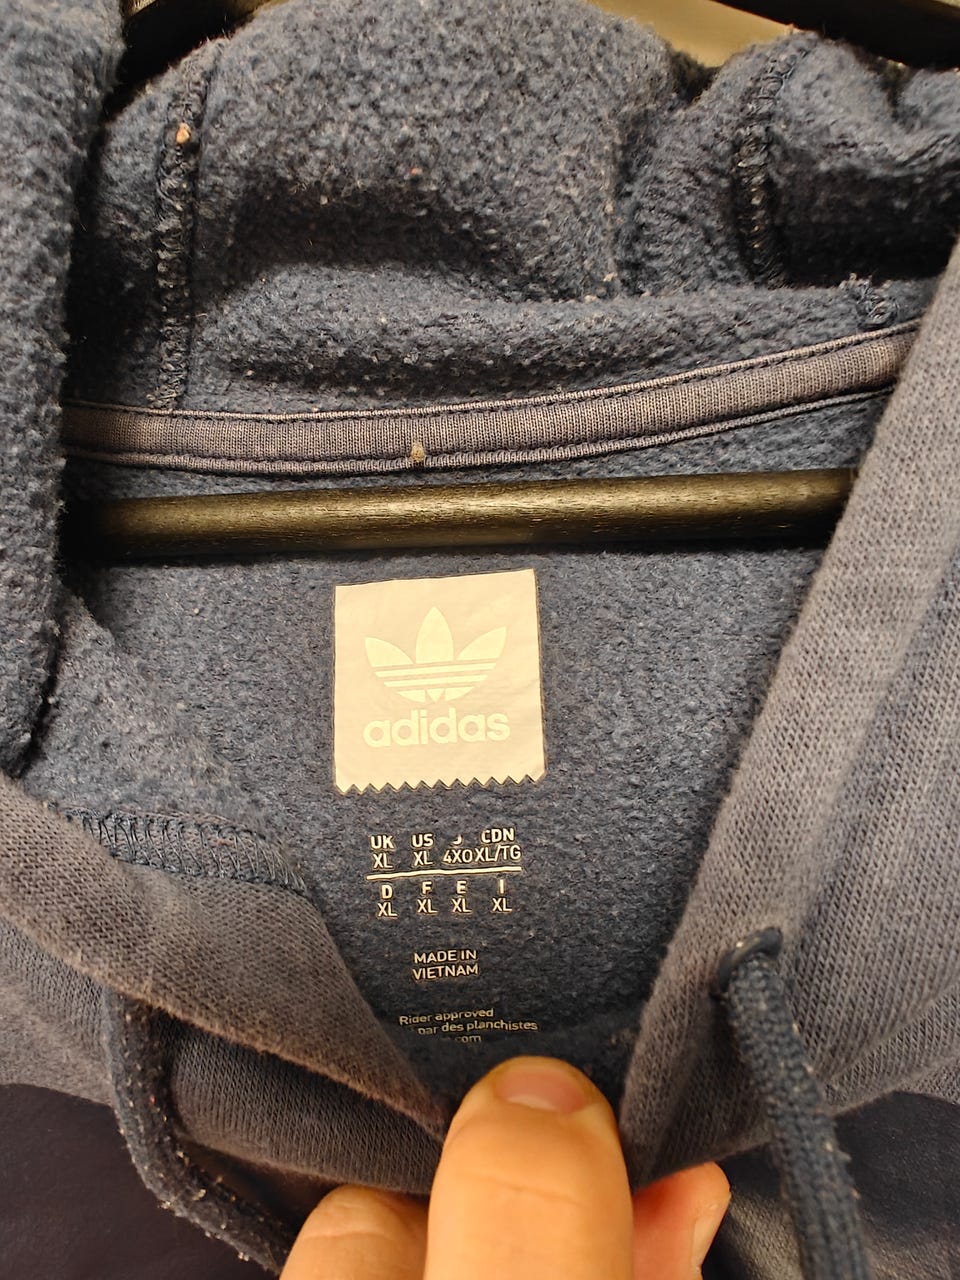 adidas
UK US J CDN
XL XL 4XO XL/TG
D F E I
XL XL XL XL
MADE IN
VIETNAM
Rider approved
par des planchistes
.com